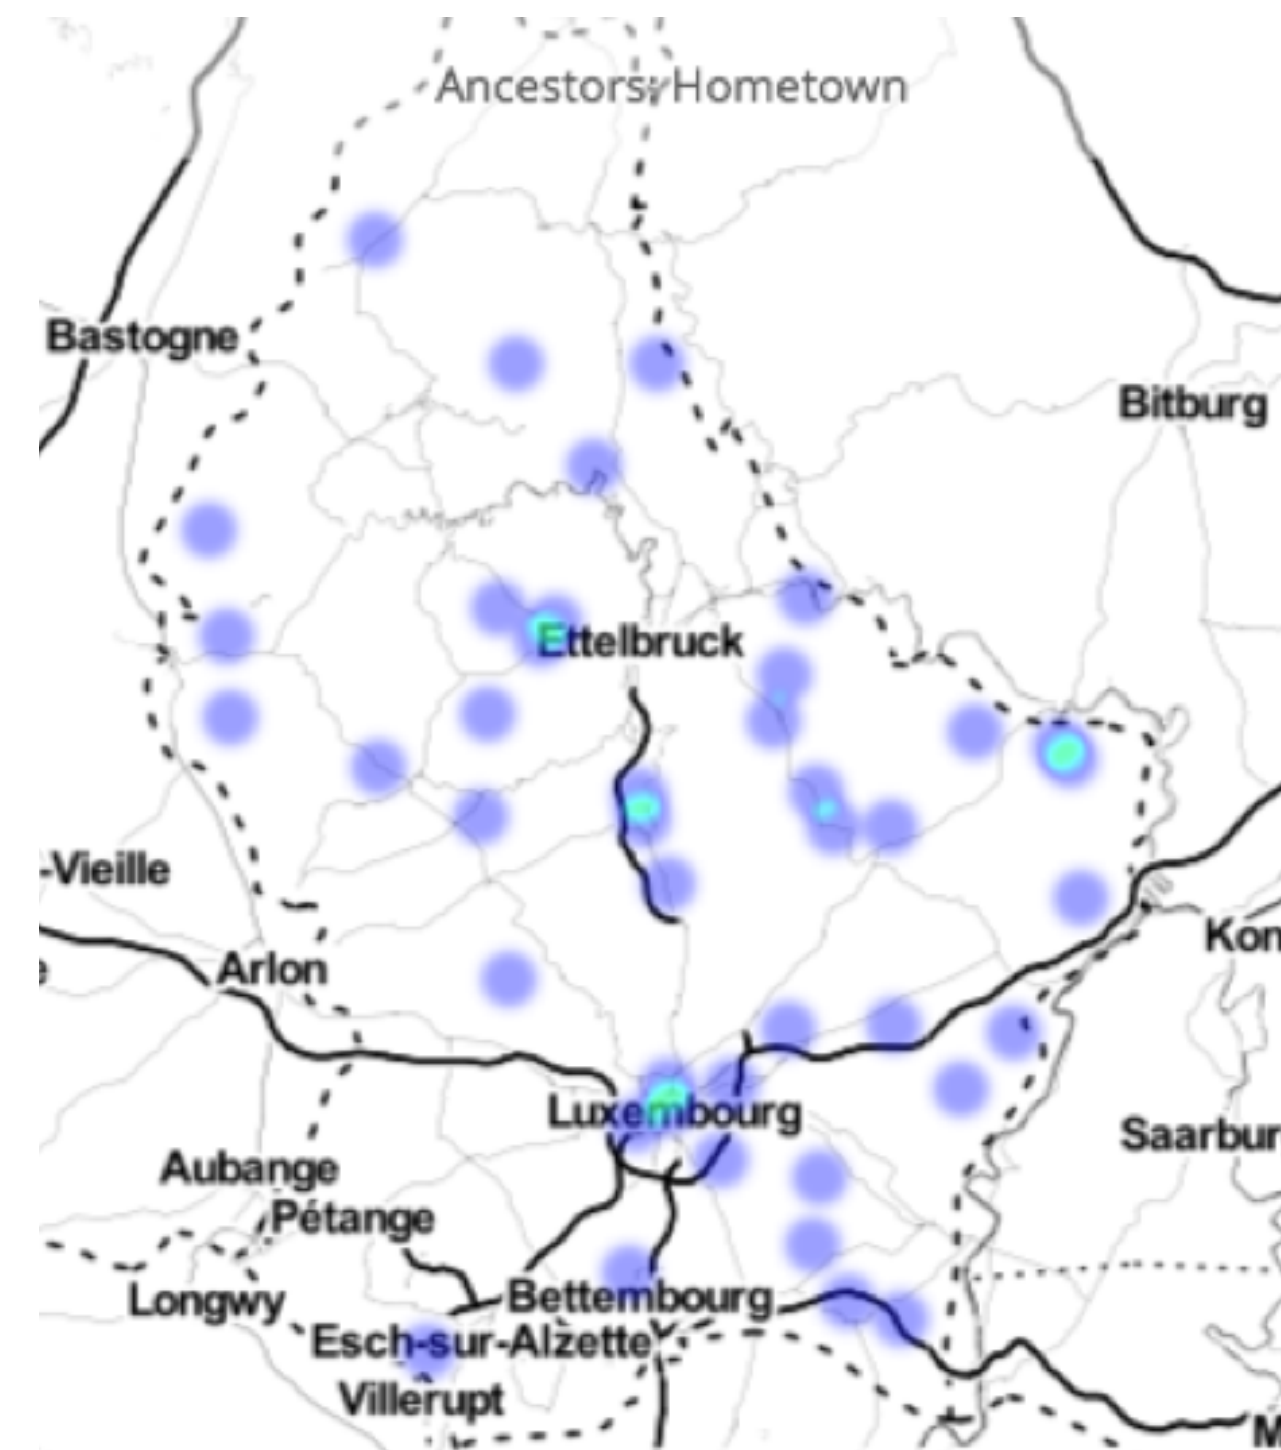 Ancestors' Hometown
Bastogne
Bitburg
Ettelbruck
-Vieille
Arlon
Kon
e
Luxembourg
Saarbur
Aubange
Pétange
Longwy
Bettembourg
Esch-sur-Alzette
Villerupt
M